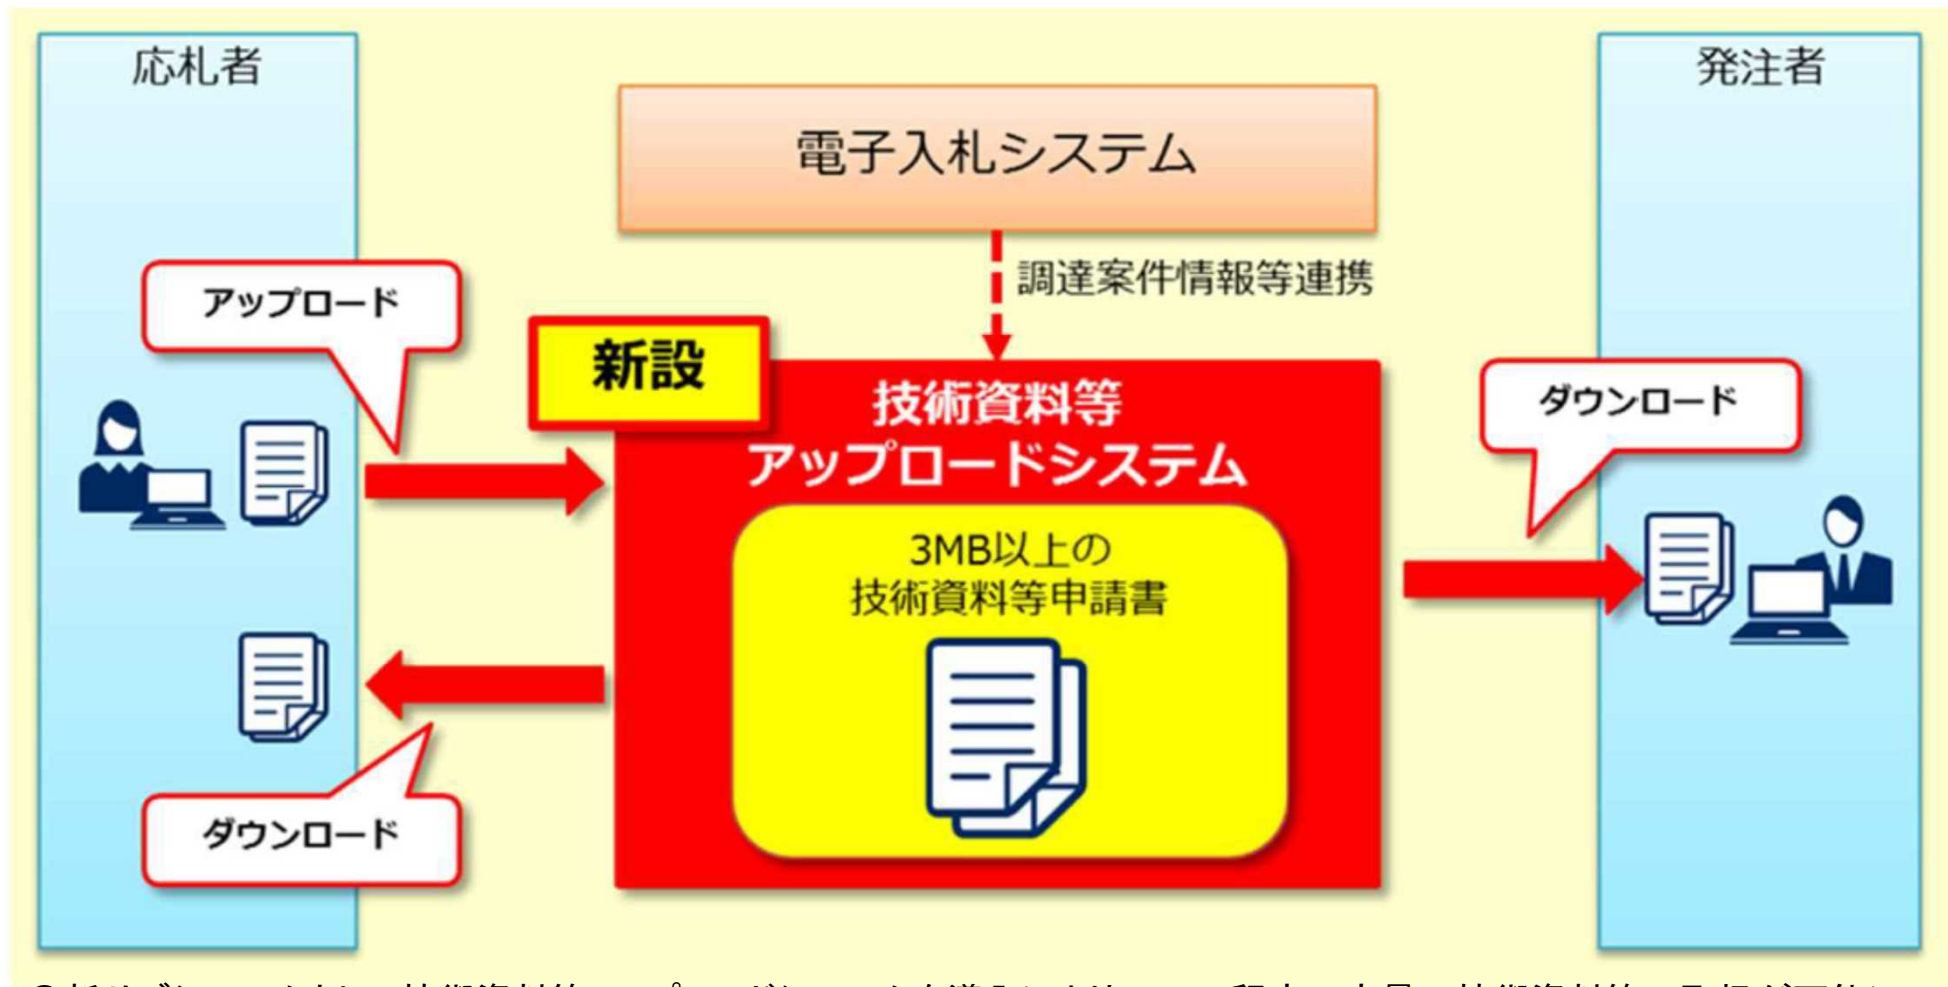 応札者
発注者
電子入札システム
調達案件情報等連携
アップロード
新設
技術資料等
アップロードシステム
ダウンロード
3MB以上の
技術資料等申請書
ダウンロード